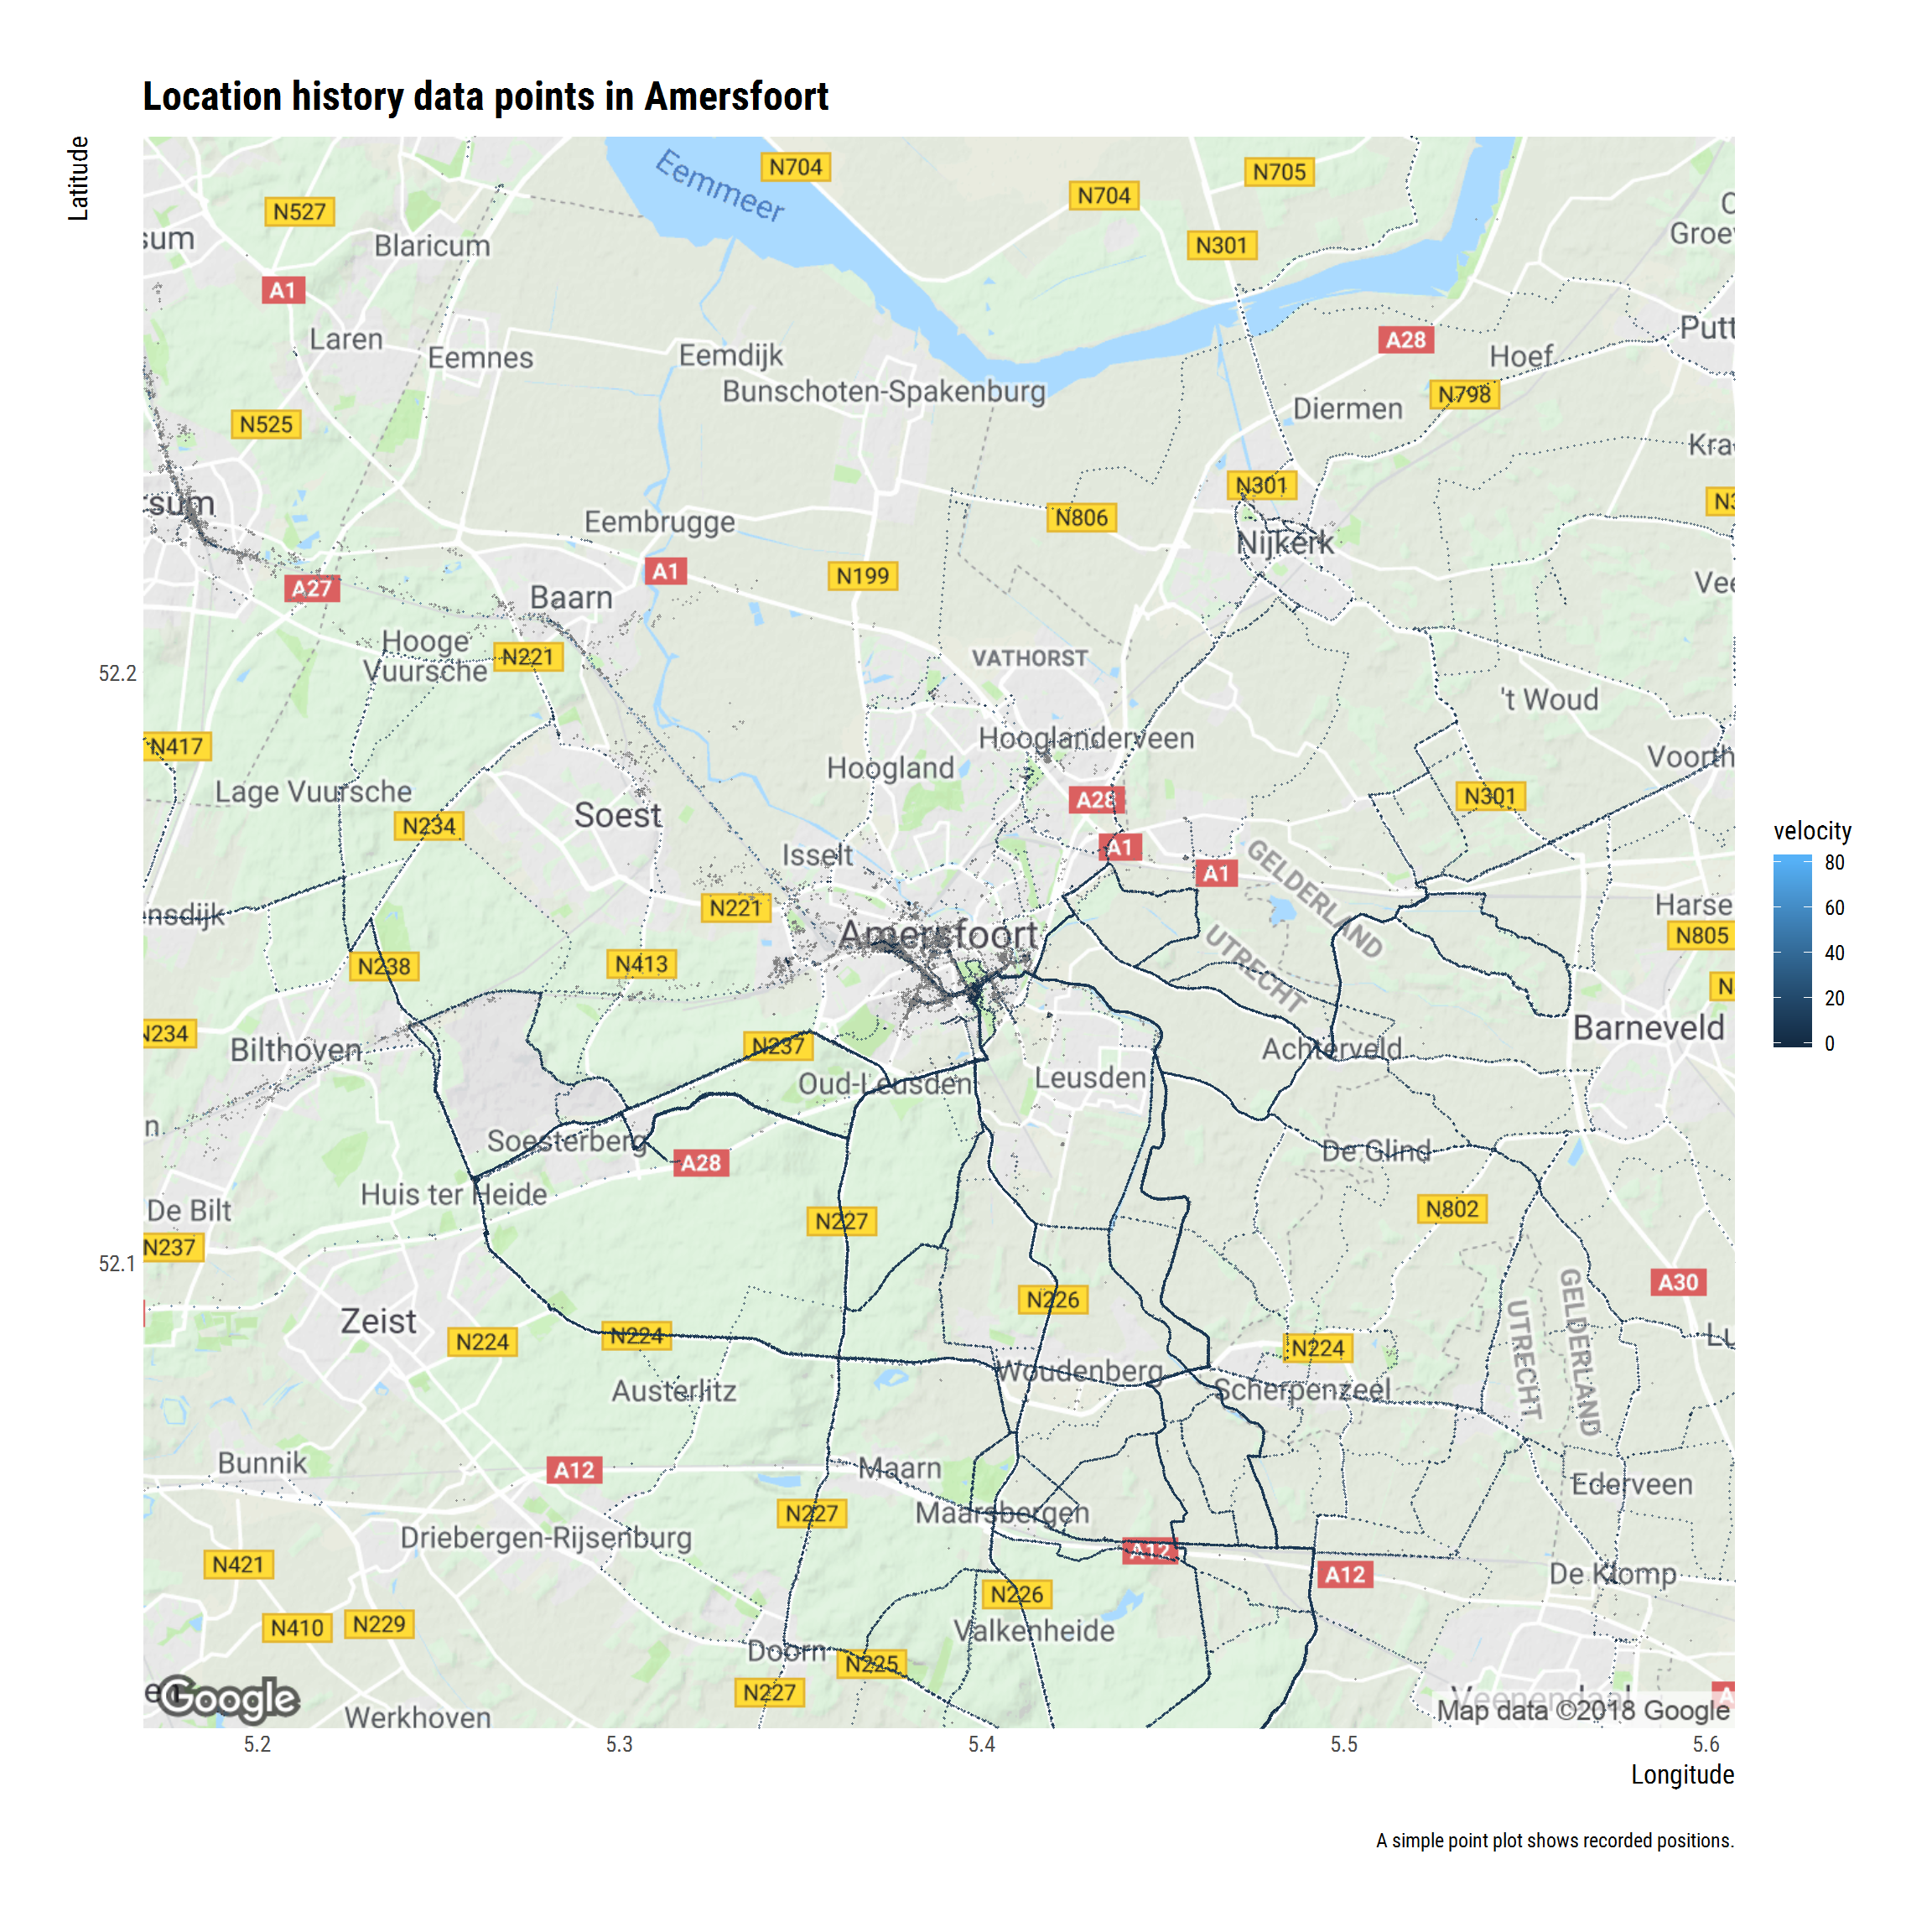 Location history data points in Amersfoort
Latitude
Eemmeer
N704
N705
N704
N527
sum
Blaricum
N301
Groe
A1
Laren
Eemnes
Eemdijk
A28
Hoef
Putt
Bunschoten-Spakenburg
N798
Diermen
N525
Kra
rsum
N301
N806
Eembrugge
Nijkerk
A27
A1
N199
Vee
Baarn
Hooge
Vuursche
N221
VATHORST
52.2
't Woud
N417
Hooglanderveen
Voorth
Hoogland
Lage Vuursche
A28
N301
Soest
N234
A1
Isselt
GELDERLAND
A1
velocity
80
60
40
20
0
ensdijk
N221
Harse
Amersfoort
N805
N238
N413
UTRECHT
N
N234
Bilthoven
N237
Barneveld
Achterveld
Oud-Leusden
Leusden
n
Soesterberg
A28
De Glind
Huis ter Heide
De Bilt
N227
N802
N237
52.1
A30
Zeist
N226
GELDERLAND
UTRECHT
N224
N224
N224
Lu
Woudenberg
Austerlitz
Scherpenzeel
Bunnik
A12
Maarn
Ederveen
N227
Maarsbergen
Driebergen-Rijsenburg
A12
N421
A12
De Klomp
N226
N410
N229
Valkenheide
Doorn
N225
N227
en
Google
Veenendaal
A
Map data ©2018 Google
Werkhoven
5.2
5.3
5.4
5.5
5.6
Longitude
A simple point plot shows recorded positions.